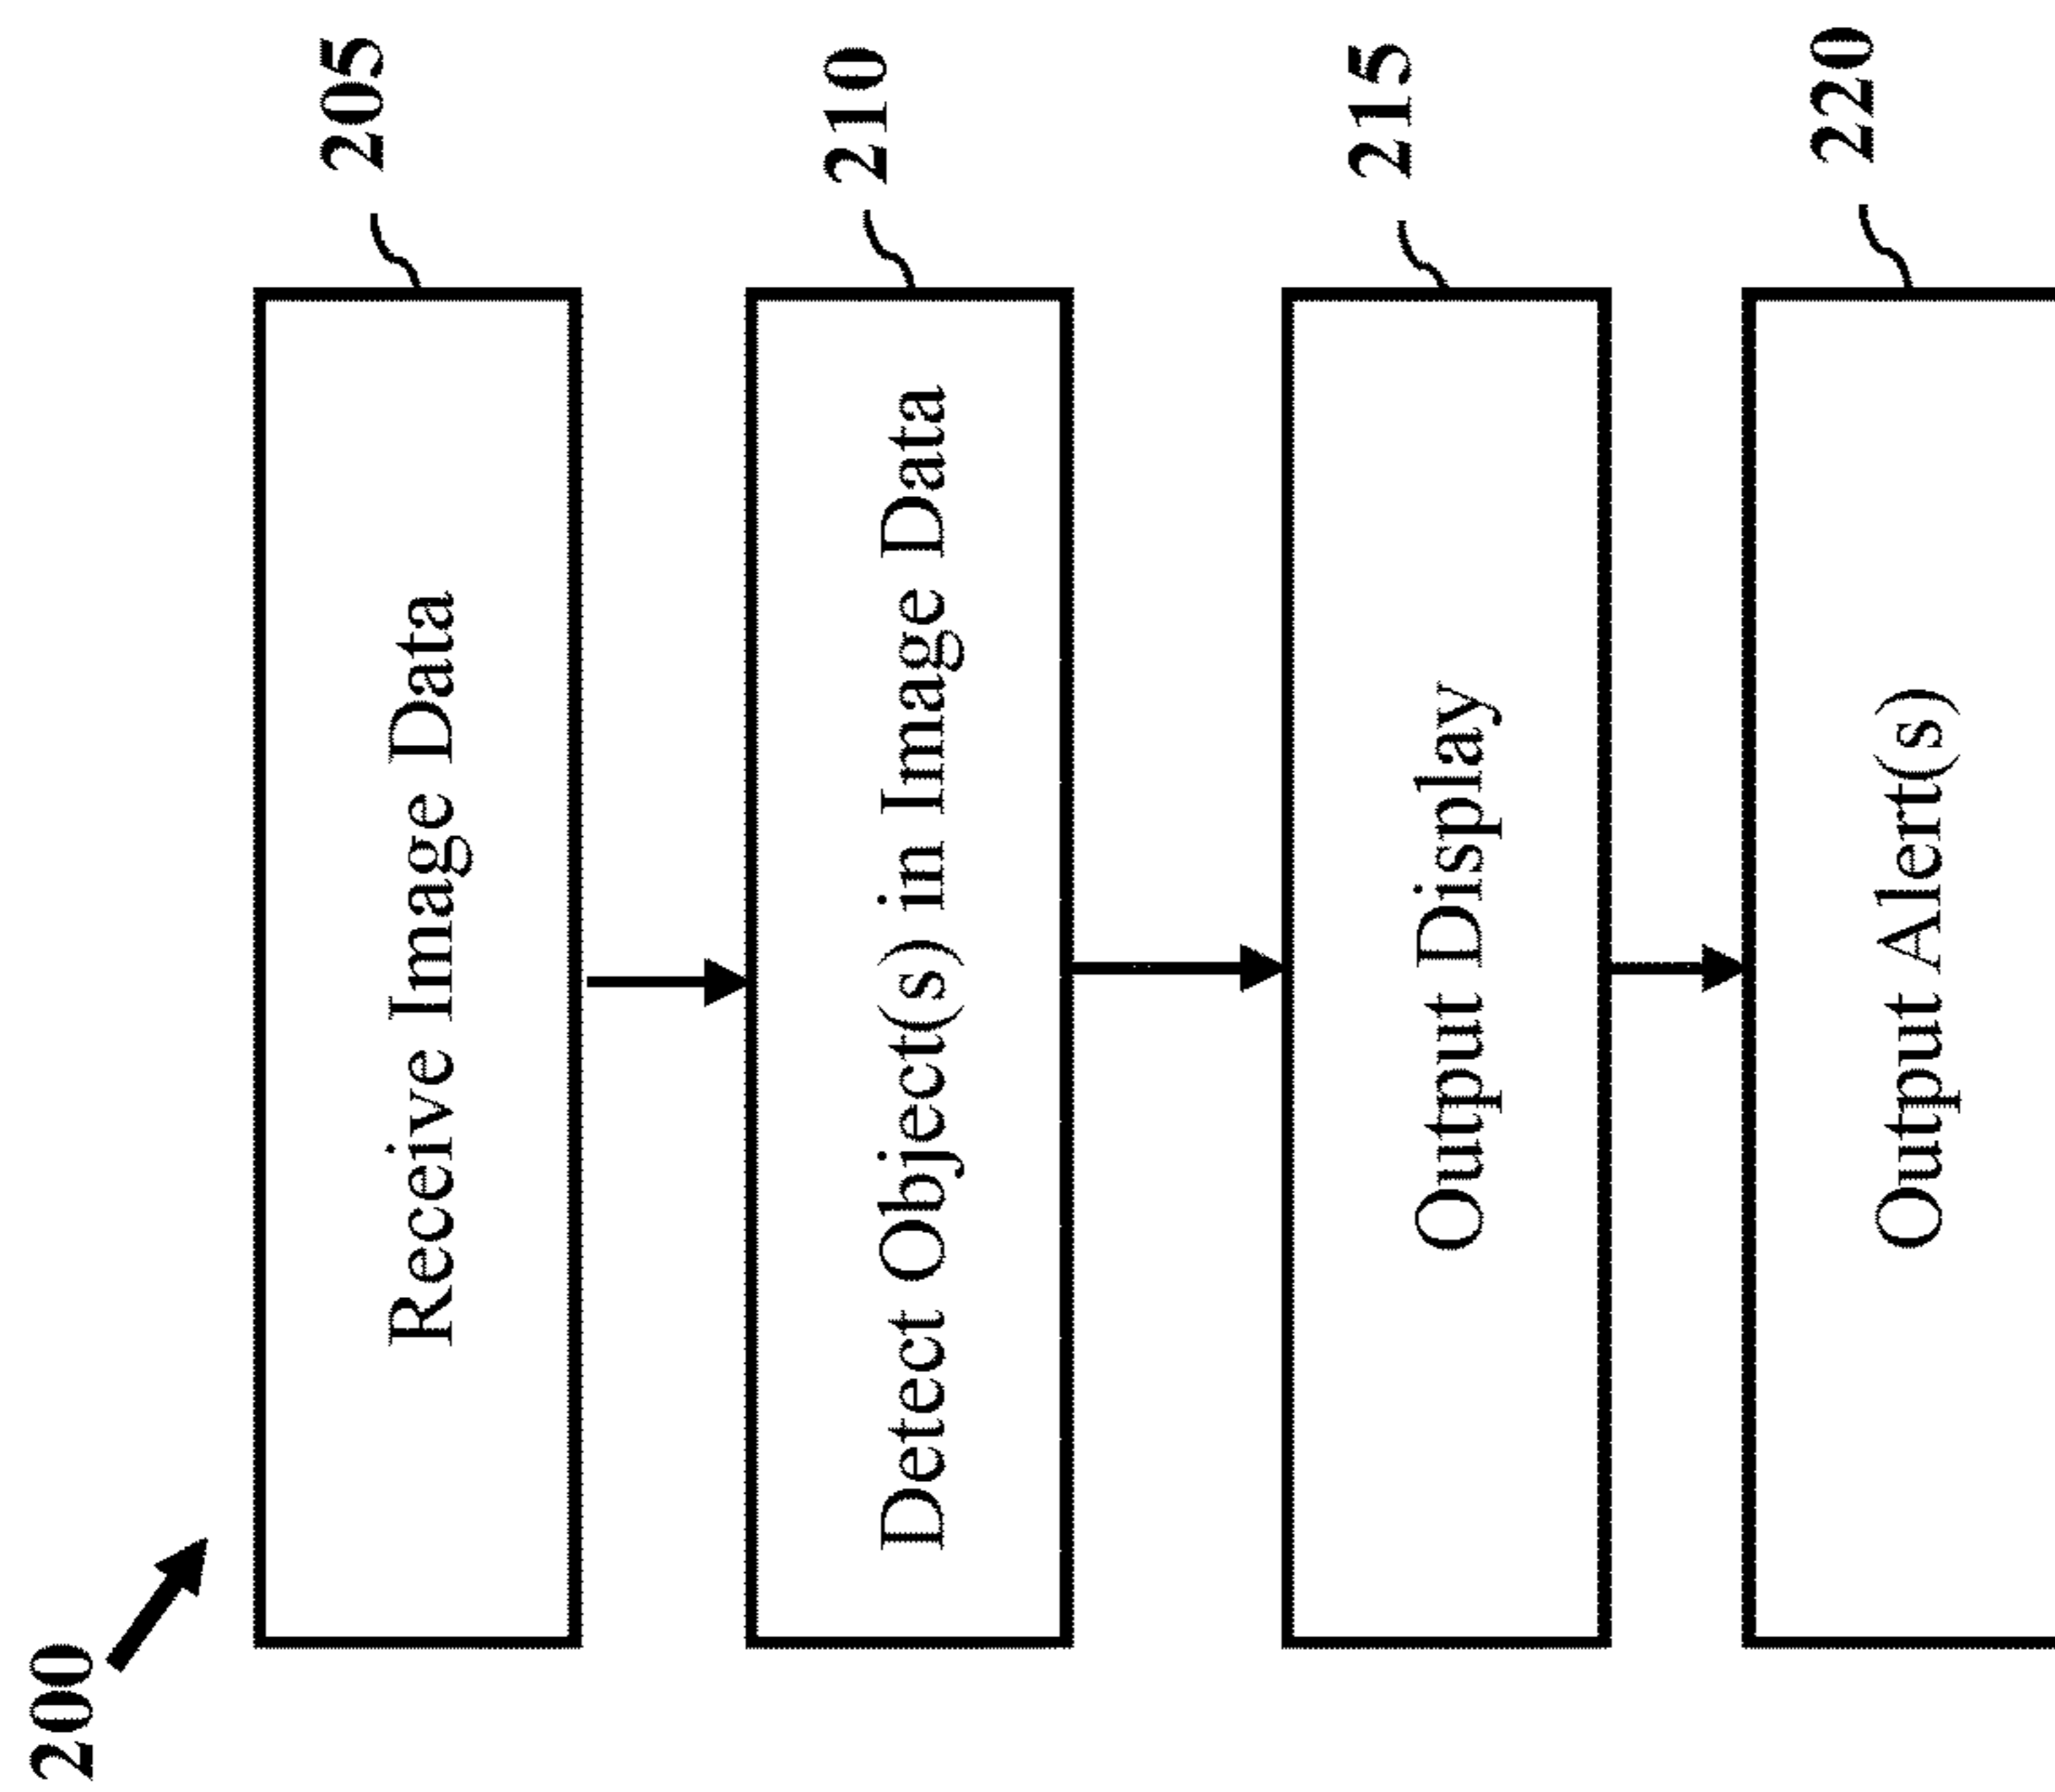 200
Receive Image Data
205
Detect Object(s) in Image Data
210
Output Display
215
Output Alert(s)
220